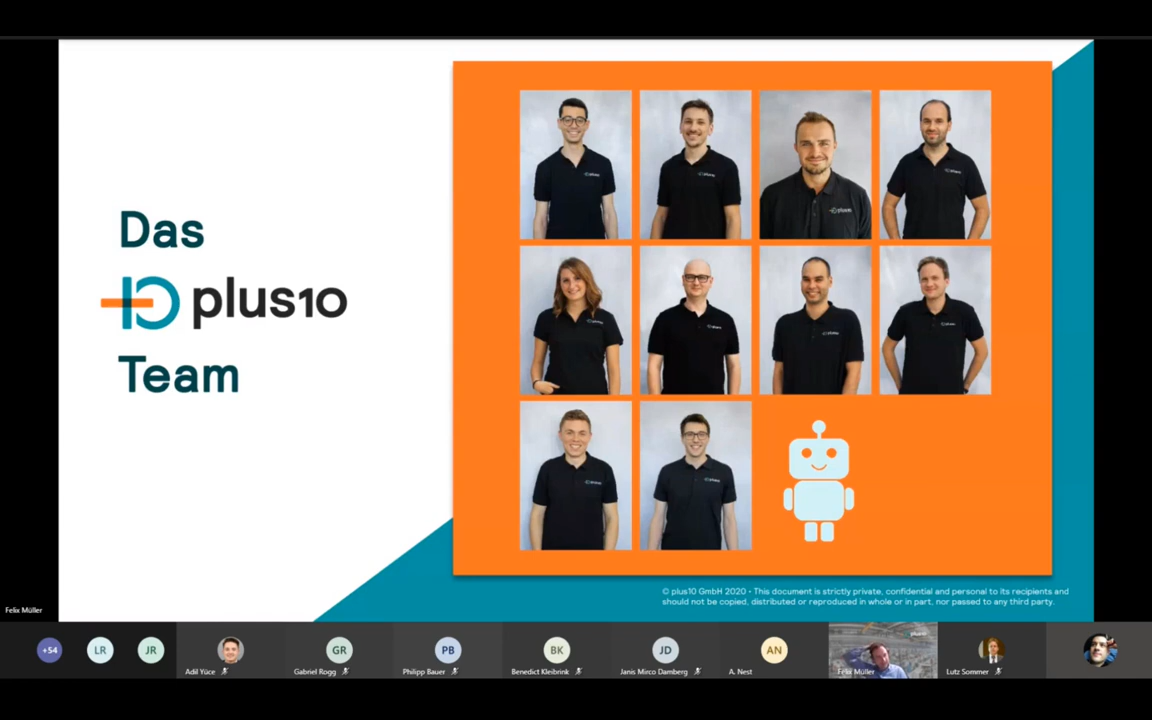 Das
plus10
Team
© plus10 GmbH 2020 • This document is strictly private, confidential and personal to its recipients and
should not be copied, distributed or reproduced in whole or in part, nor passed to any third party.
Felix Müller
+54
LR
JR
Adil Yüce
GR
Gabriel Rogg
PB
Philipp Bauer
BK
Benedict Kleibrink
JD
Janis Mirco Damberg
AN
A. Nest
Felix Müller
Lutz Sommer